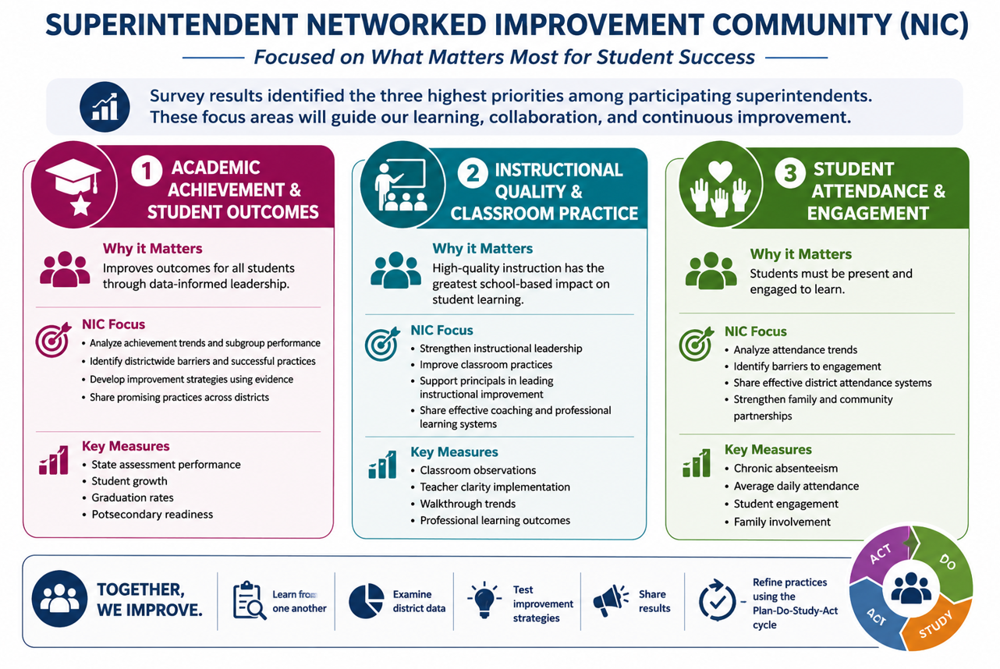 SUPERINTENDENT NETWORKED IMPROVEMENT COMMUNITY (NIC)
Focused on What Matters Most for Student Success
Survey results identified the three highest priorities among participating superintendents.
These focus areas will guide our learning, collaboration, and continuous improvement.
1 ACADEMIC
ACHIEVEMENT &
STUDENT OUTCOMES
Why it Matters
Improves outcomes for all students
through data-informed leadership.
NIC Focus
• Analyze achievement trends and subgroup performance
• Identify districtwide barriers and successful practices
• Develop improvement strategies using evidence
• Share promising practices across districts
Key Measures
• State assessment performance
• Student growth
• Graduation rates
• Potsecondary readiness
2 INSTRUCTIONAL
QUALITY &
CLASSROOM PRACTICE
Why it Matters
High-quality instruction has the
greatest school-based impact on
student learning.
NIC Focus
• Strengthen instructional leadership
• Improve classroom practices
• Support principals in leading
instructional improvement
• Share effective coaching and professional
learning systems
Key Measures
• Classroom observations
• Teacher clarity implementation
• Walkthrough trends
• Professional learning outcomes
3 STUDENT
ATTENDANCE &
ENGAGEMENT
Why it Matters
Students must be present and
engaged to learn.
NIC Focus
• Analyze attendance trends
• Identify barriers to engagement
• Share effective district attendance systems
• Strengthen family and community
partnerships
Key Measures
• Chronic absenteeism
• Average daily attendance
• Student engagement
• Family involvement
TOGETHER,
WE IMPROVE.
Learn from
one another
Examine
district data
Test
improvement
strategies
Share
results
Refine practices
using the
Plan-Do-Study-Act
cycle
ACT
DO
STUDY
ACT